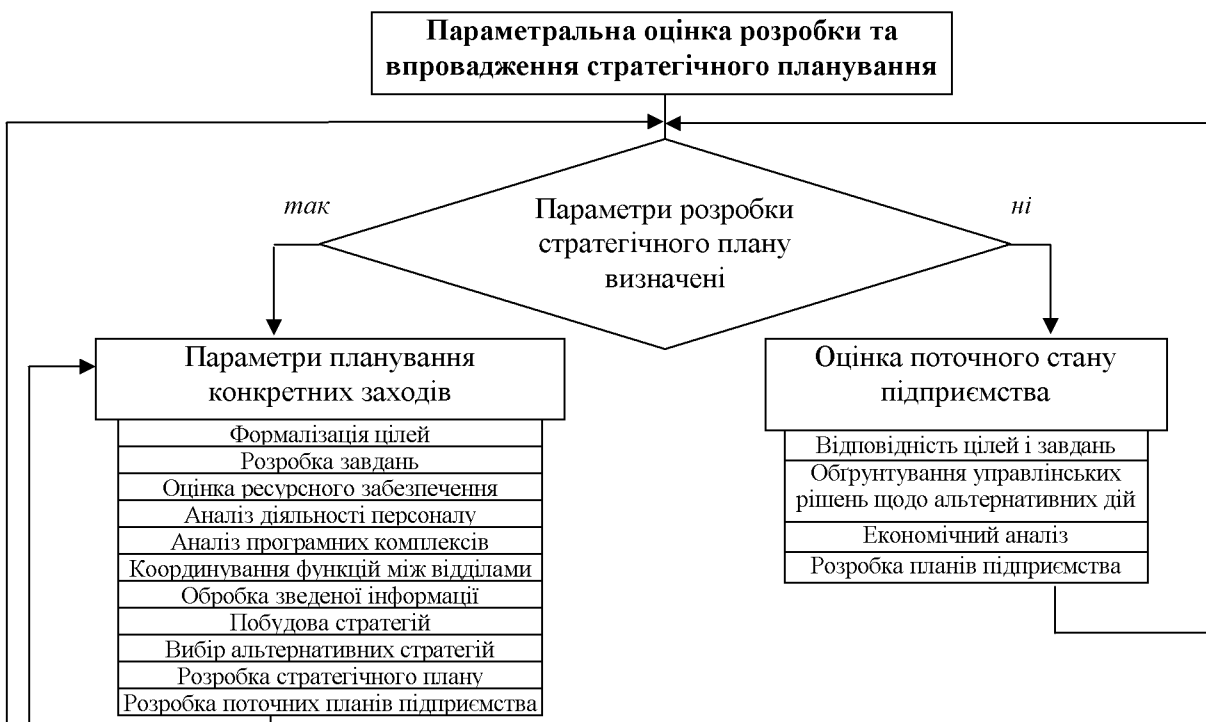 Параметральна оцінка розробки та
впровадження стратегічного планування
так
ні
Параметри розробки
стратегічного плану
визначені
Параметри планування
конкретних заходів
Формалізація цілей
Розробка завдань
Оцінка ресурсного забезпечення
Аналіз діяльності персоналу
Аналіз програмних комплексів
Координування функцій між відділами
Обробка зведеної інформації
Побудова стратегій
Вибір альтернативних стратегій
Розробка стратегічного плану
Розробка поточних планів підприємства
Оцінка поточного стану
підприємства
Відповідність цілей і завдань
Обґрунтування управлінських
рішень щодо альтернативних дій
Економічний аналіз
Розробка планів підприємства